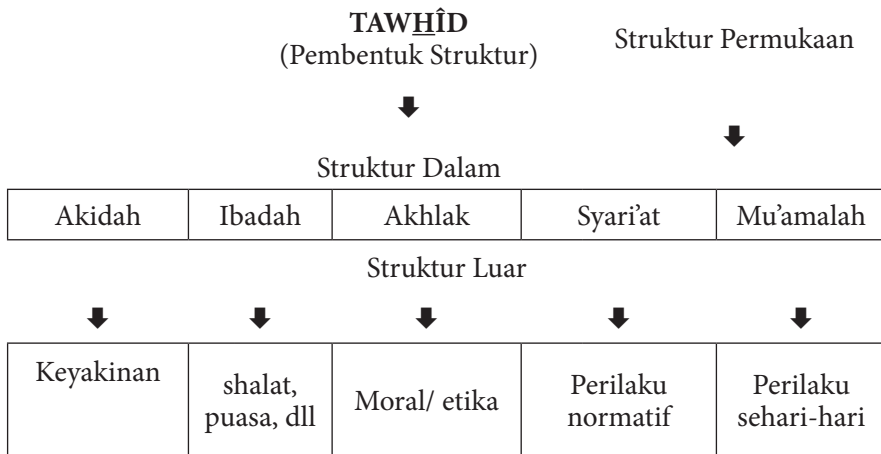 TAWHÎD
(Pembentuk Struktur)
Struktur Permukaan
Struktur Dalam
Akidah Ibadah Akhlak Syari’at Mu’amalah
Struktur Luar
Keyakinan
shalat,
puasa, dll
Moral/ etika
Perilaku
normatif
Perilaku
sehari-hari